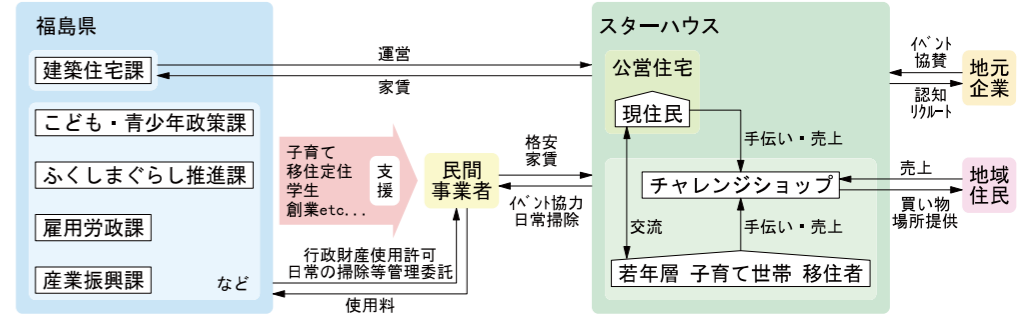 福島県
建築住宅課
こども・青少年政策課
ふくしまぐらし推進課
雇用労政課
産業振興課
など
運営
家賃
子育て
移住定住
学生
創業etc...
支
援
民間
事業者
行政財産使用許可
日常の掃除等管理委託
使用料
格安
家賃
イベント協力
日常掃除
スターハウス
公営住宅
現住民
手伝い・売上
チャレンジショップ
交流
手伝い・売上
若年層 子育て世帯 移住者
イベント
協賛
認知
リクルート
地元
企業
売上
買い物
場所提供
地域
住民